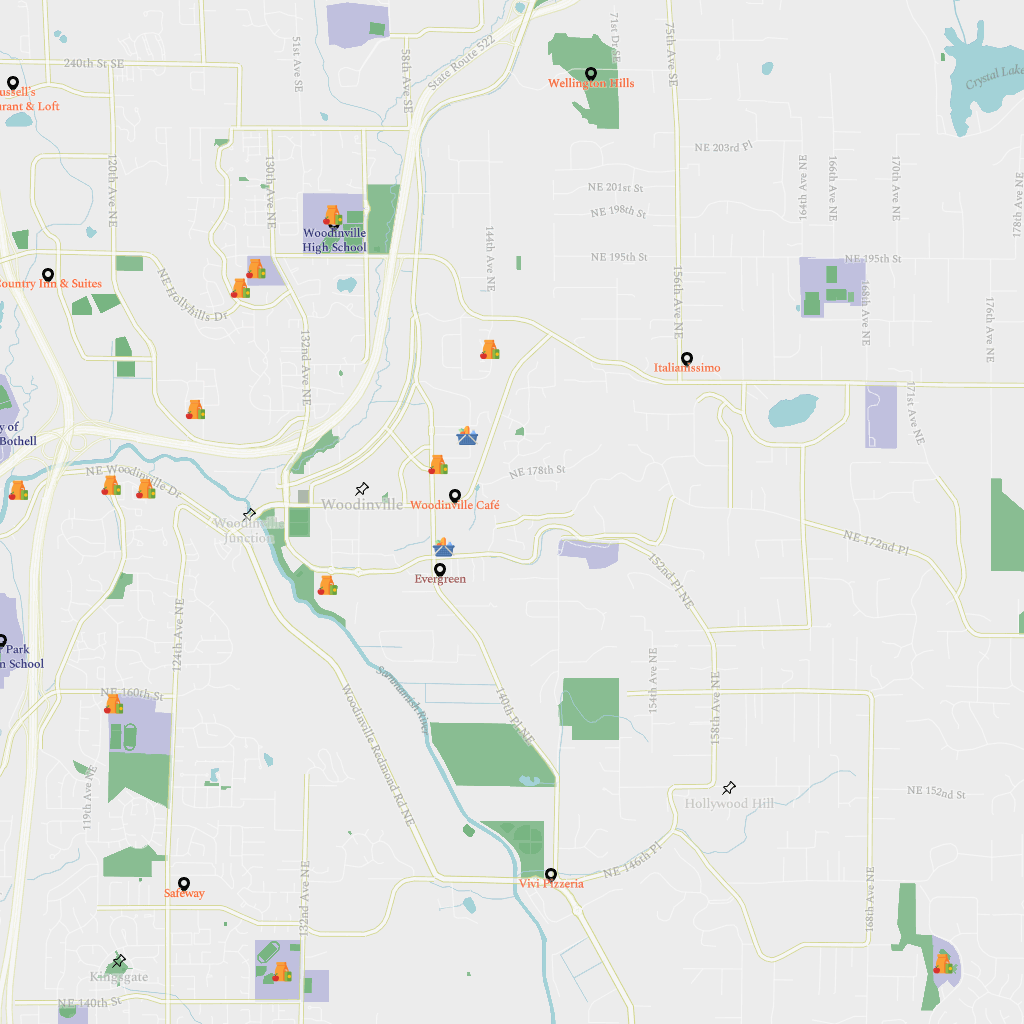 240th St SE
51st Ave SE
58th Ave SE
State Route 522
71st Dr SE
75th Ave SE
Wellington Hills
Crystal Lake
ussell's
urant & Loft
120th Ave NE
130th Ave NE
NE 203rd Pl
164th Ave NE
166th Ave NE
170th Ave NE
178th Ave NE
NE 201st St
NE 198th St
Woodinville
High School
144th Ave NE
NE 195th St
156th Ave NE
NE 195th St
168th Ave NE
176th Ave NE
Country Inn & Suites
NE Hollyhills Dr
132nd Ave NE
Italianissimo
171st Ave NE
y of
Bothell
NE Woodinville Dr
NE 178th St
Woodinville
Woodinville Café
Woodinville
Junction
Evergreen
152nd Pl NE
NE 172nd Pl
124th Ave NE
Park
n School
NE 160th St
Sammamish River
140th Pl NE
154th Ave NE
158th Ave NE
Woodinville Redmond Rd NE
119th Ave NE
Hollywood Hill
NE 152nd St
NE 146th Pl
Vivi Pizzeria
Safeway
132nd Ave NE
168th Ave NE
Kingsgate
NE 140th St